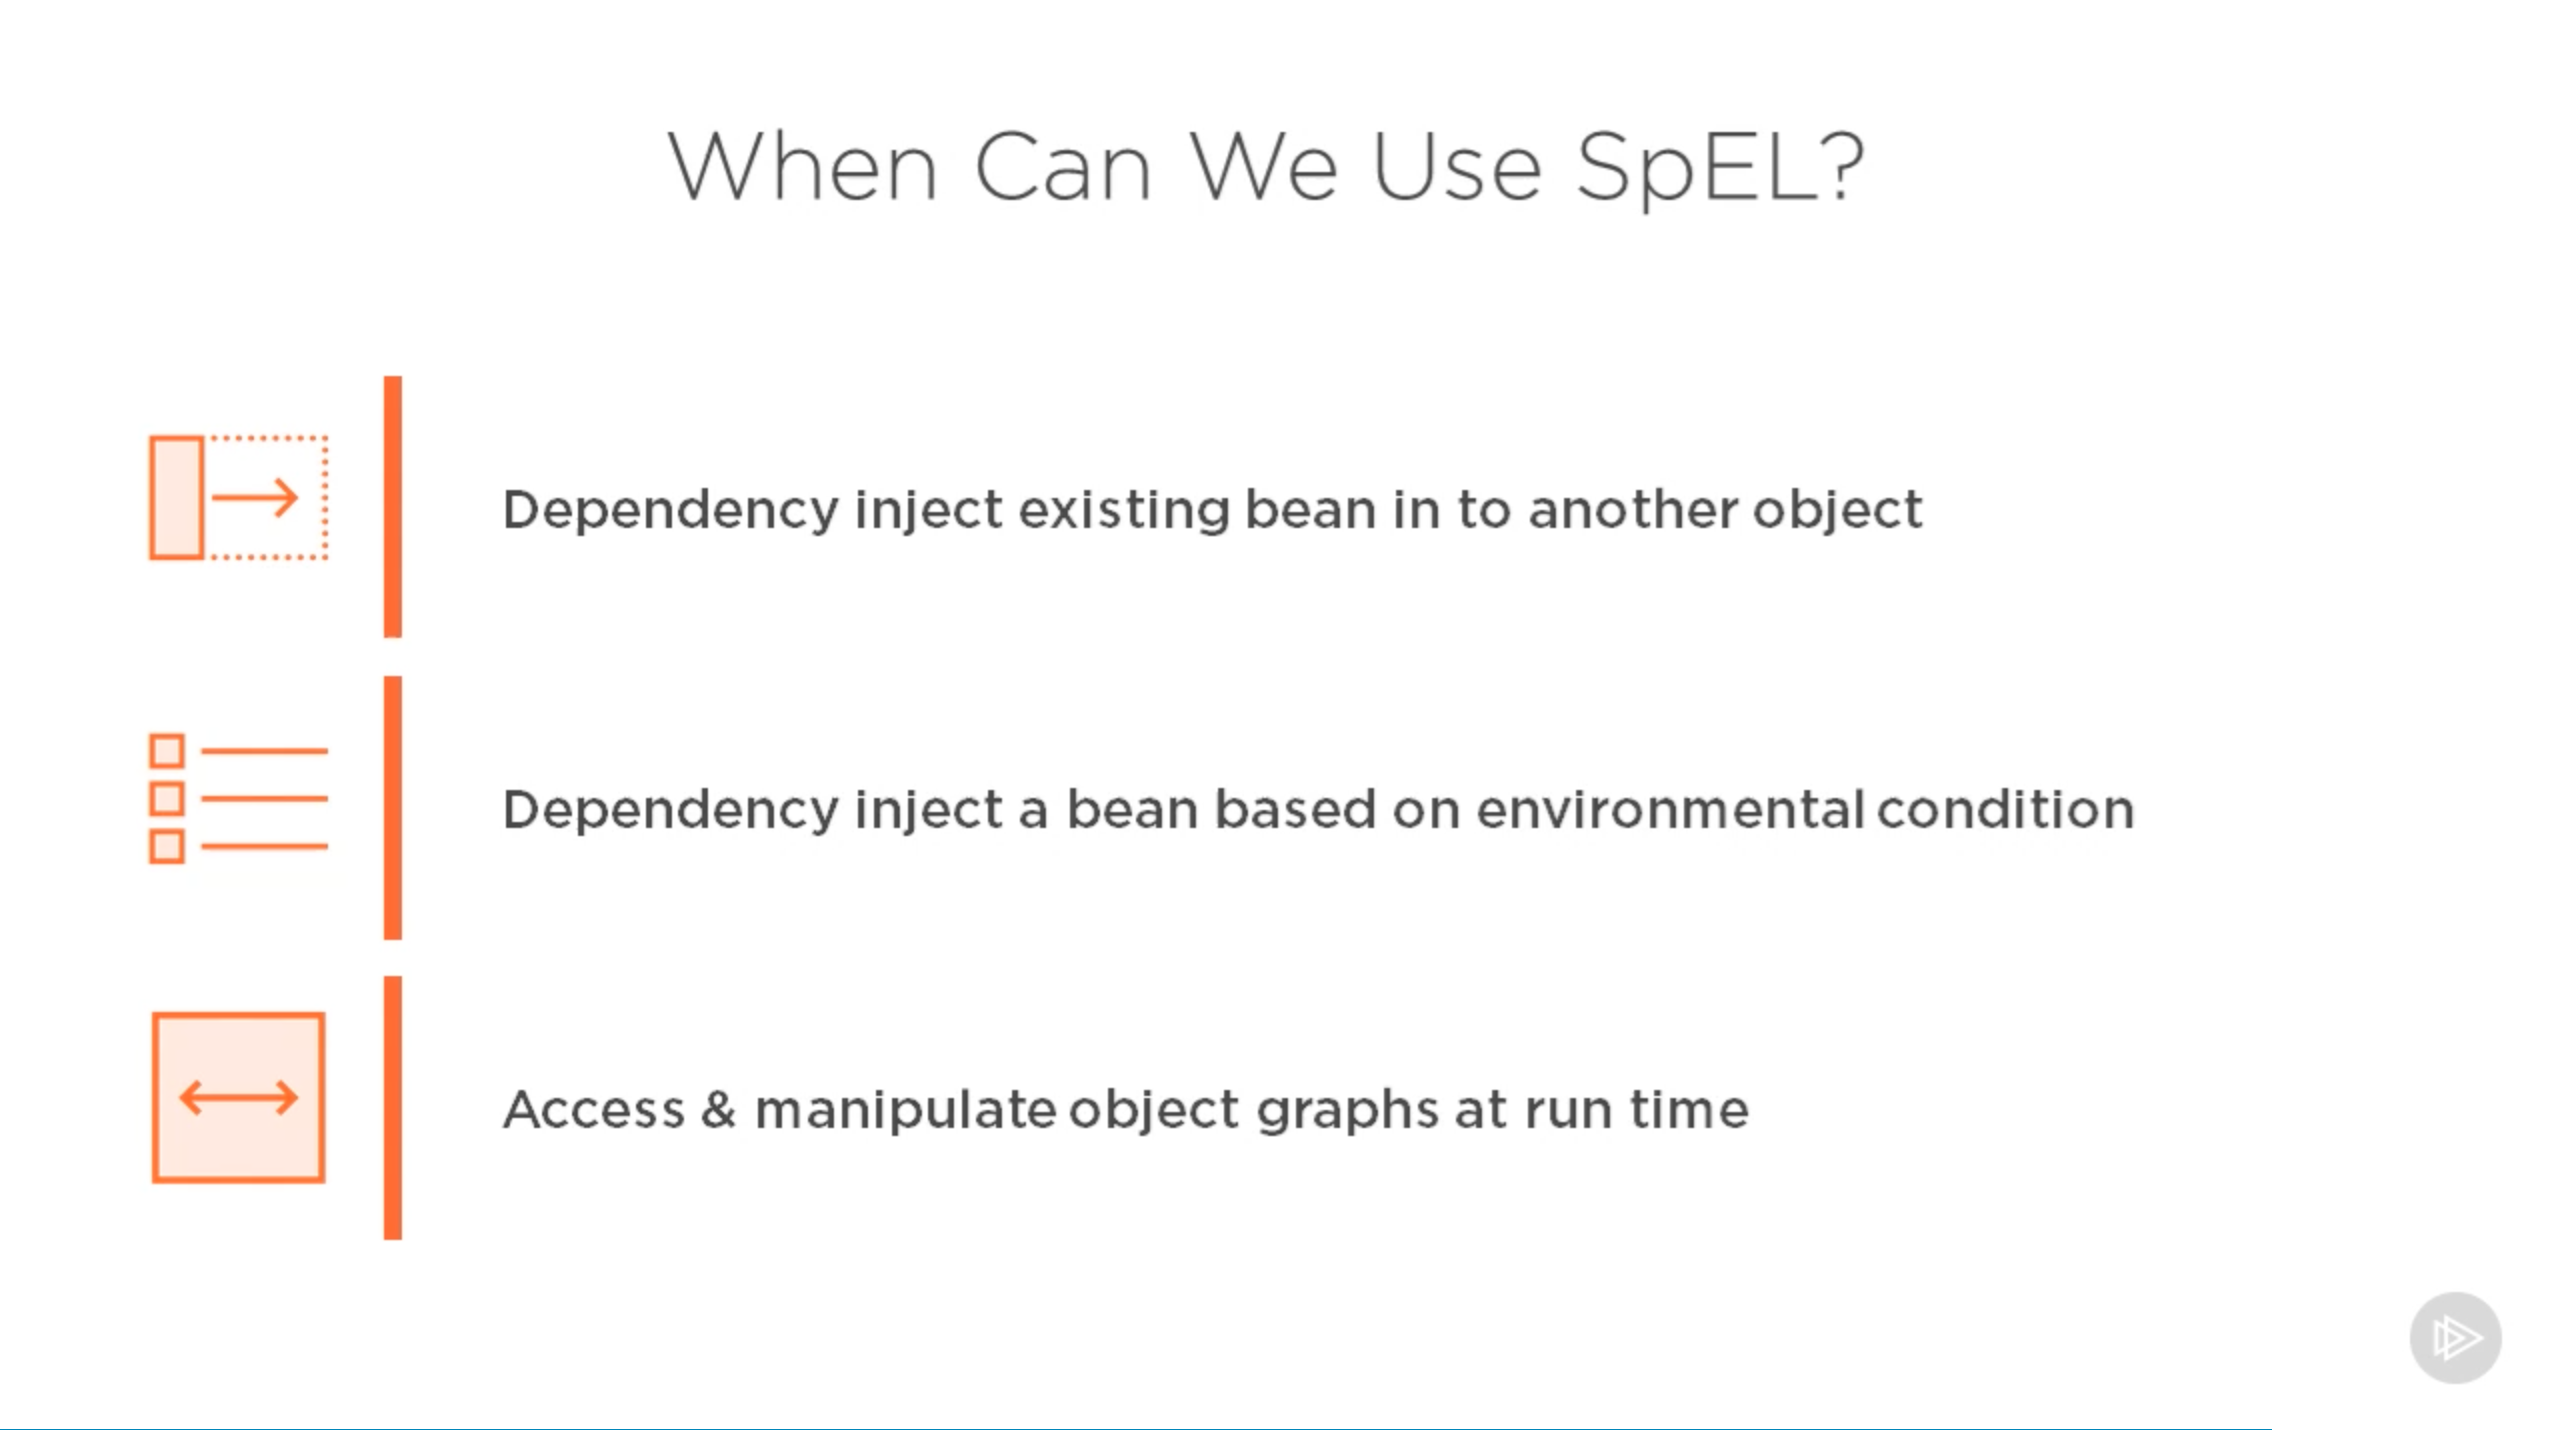 When Can We Use SpEL?
Dependency inject existing bean in to another object
Dependency inject a bean based on environmental condition
Access & manipulate object graphs at run time